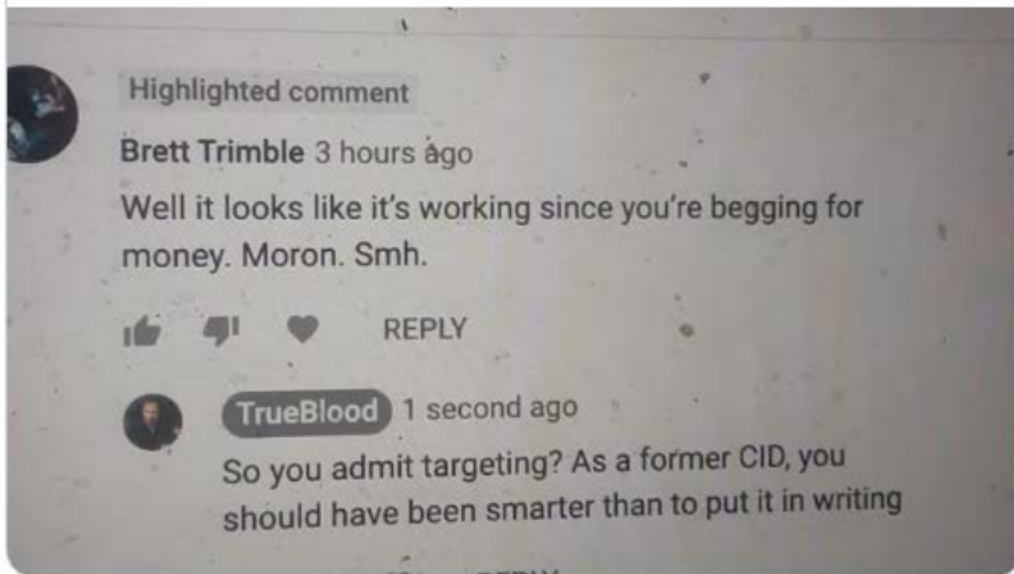 Highlighted comment
Brett Trimble 3 hours ago
Well it looks like it's working since you're begging for
money. Moron. Smh.
REPLY
TrueBlood 1 second ago
So you admit targeting? As a former CID, you
should have been smarter than to put it in writing